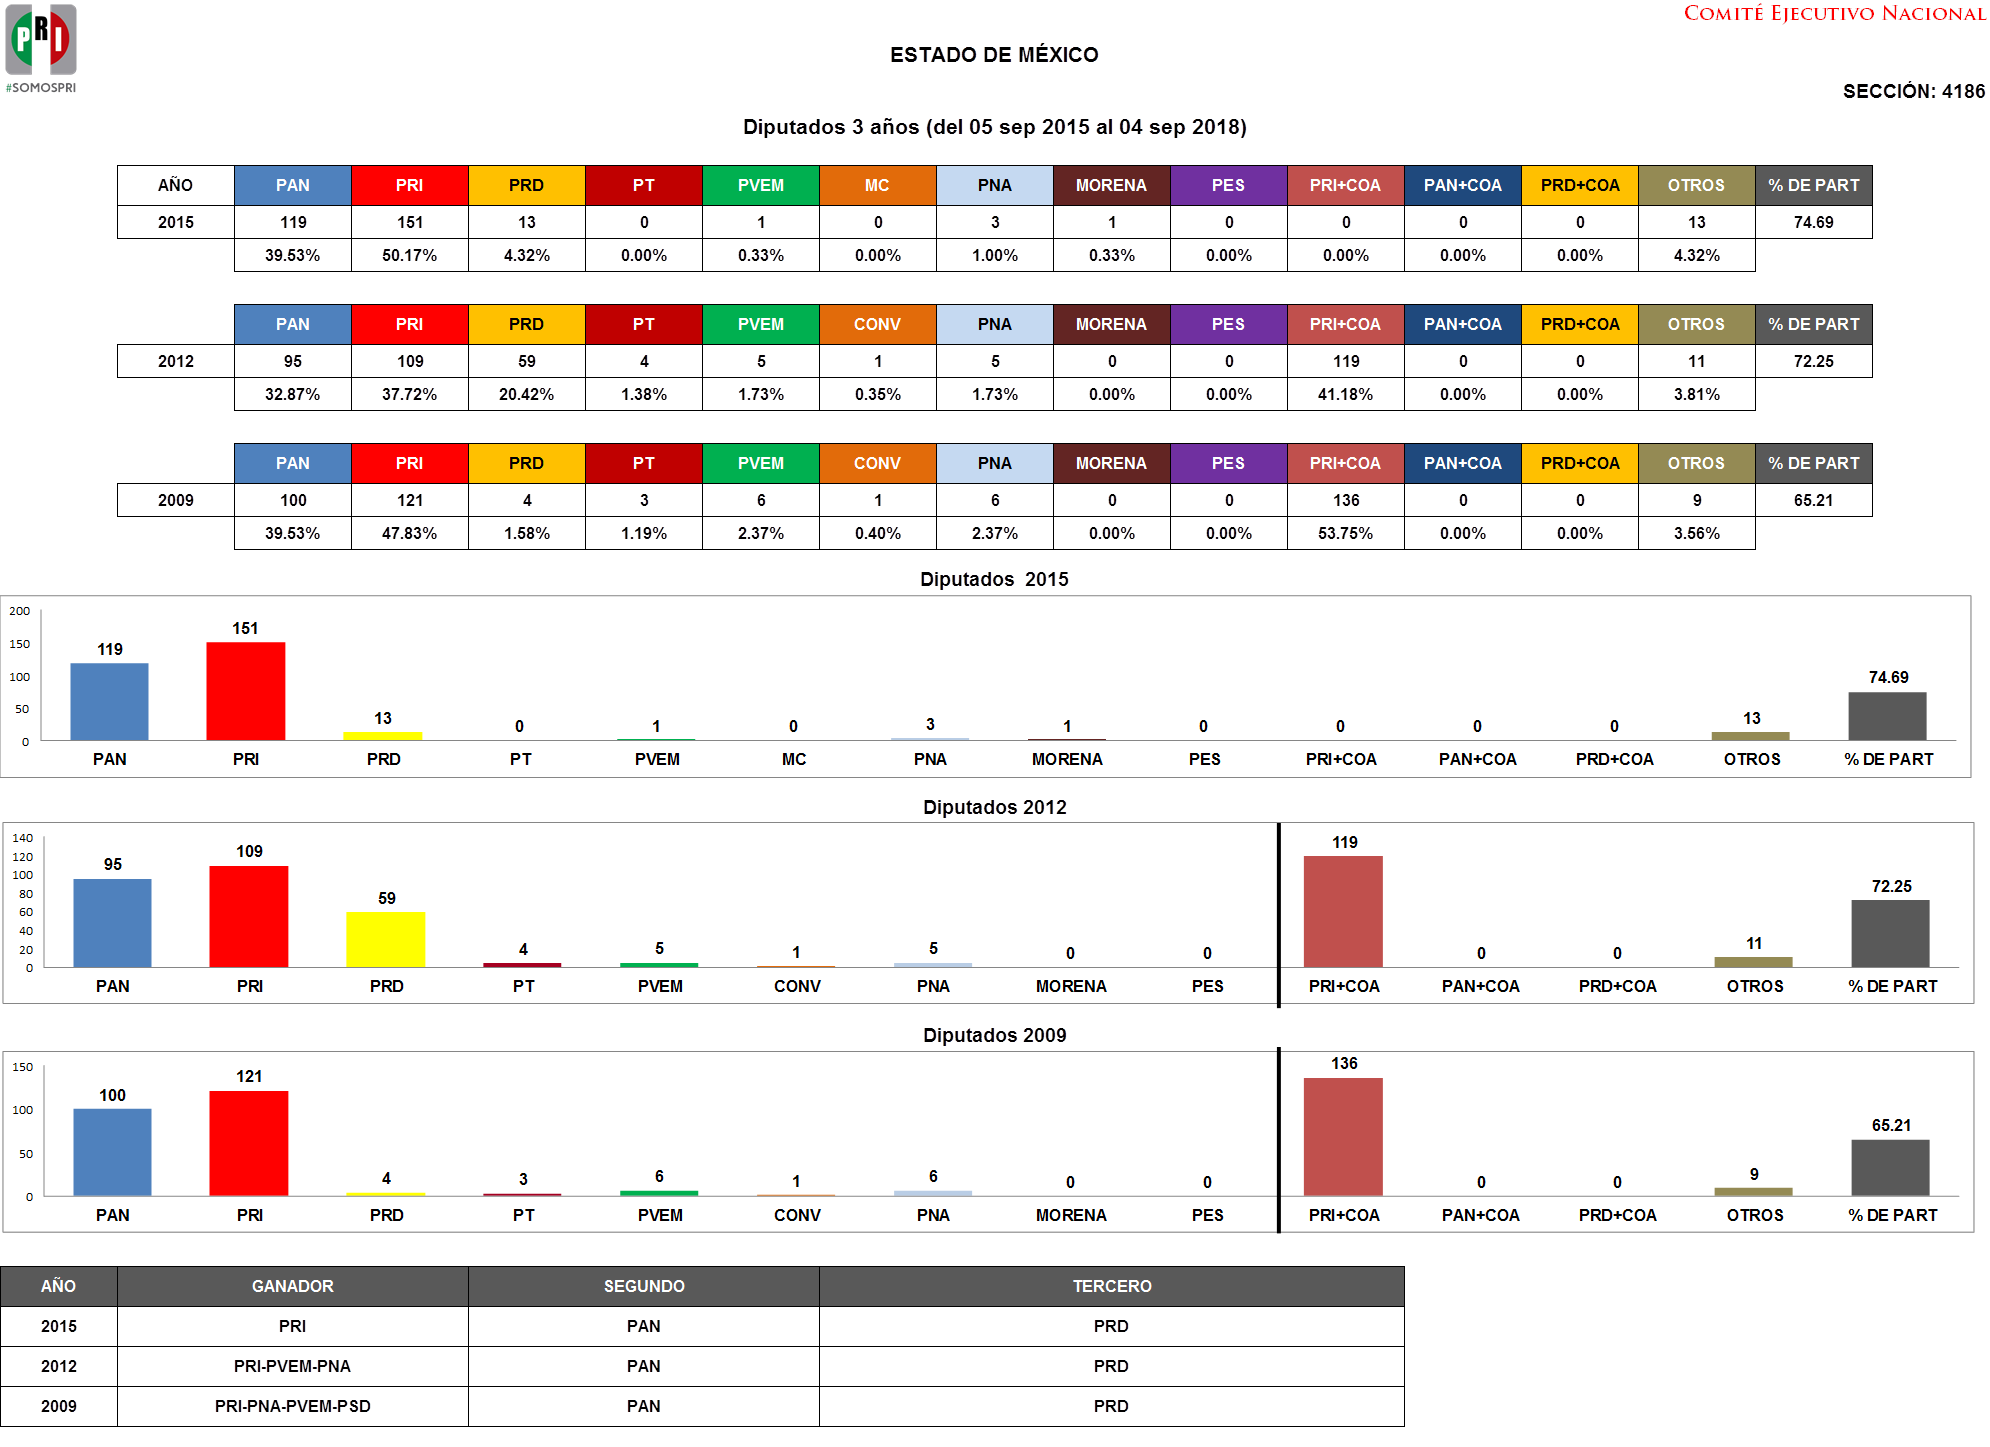 PRI
#SOMOSPRI
COMITÉ EJECUTIVO NACIONAL
ESTADO DE MÉXICO
SECCIÓN: 4186
Diputados 3 años (del 05 sep 2015 al 04 sep 2018)
AÑO PAN PRI PRD PT PVEM MC PNA MORENA PES PRI+COA PAN+COA PRD+COA OTROS % DE PART
2015 119 151 13 0 1 0 3 1 0 0 0 0 13 74.69
39.53% 50.17% 4.32% 0.00% 0.33% 0.00% 1.00% 0.33% 0.00% 0.00% 0.00% 0.00% 4.32%
PAN PRI PRD PT PVEM CONV PNA MORENA PES PRI+COA PAN+COA PRD+COA OTROS % DE PART
2012 95 109 59 4 5 1 5 0 0 119 0 0 11 72.25
32.87% 37.72% 20.42% 1.38% 1.73% 0.35% 1.73% 0.00% 0.00% 41.18% 0.00% 0.00% 3.81%
PAN PRI PRD PT PVEM CONV PNA MORENA PES PRI+COA PAN+COA PRD+COA OTROS % DE PART
2009 100 121 4 3 6 1 6 0 0 136 0 0 9 65.21
39.53% 47.83% 1.58% 1.19% 2.37% 0.40% 2.37% 0.00% 0.00% 53.75% 0.00% 0.00% 3.56%
Diputados 2015
200
150
100
50
0
119 151 13 0 1 0 3 1 0 0 0 0 13 74.69
PAN PRI PRD PT PVEM MC PNA MORENA PES PRI+COA PAN+COA PRD+COA OTROS % DE PART
Diputados 2012
140
120
100
80
60
40
20
0
95 109 59 4 5 1 5 0 0 119 0 0 11 72.25
PAN PRI PRD PT PVEM CONV PNA MORENA PES PRI+COA PAN+COA PRD+COA OTROS % DE PART
Diputados 2009
150
100
50
0
100 121 4 3 6 1 6 0 0 136 0 0 9 65.21
PAN PRI PRD PT PVEM CONV PNA MORENA PES PRI+COA PAN+COA PRD+COA OTROS % DE PART
AÑO GANADOR SEGUNDO TERCERO
2015 PRI PAN PRD
2012 PRI-PVEM-PNA PAN PRD
2009 PRI-PNA-PVEM-PSD PAN PRD